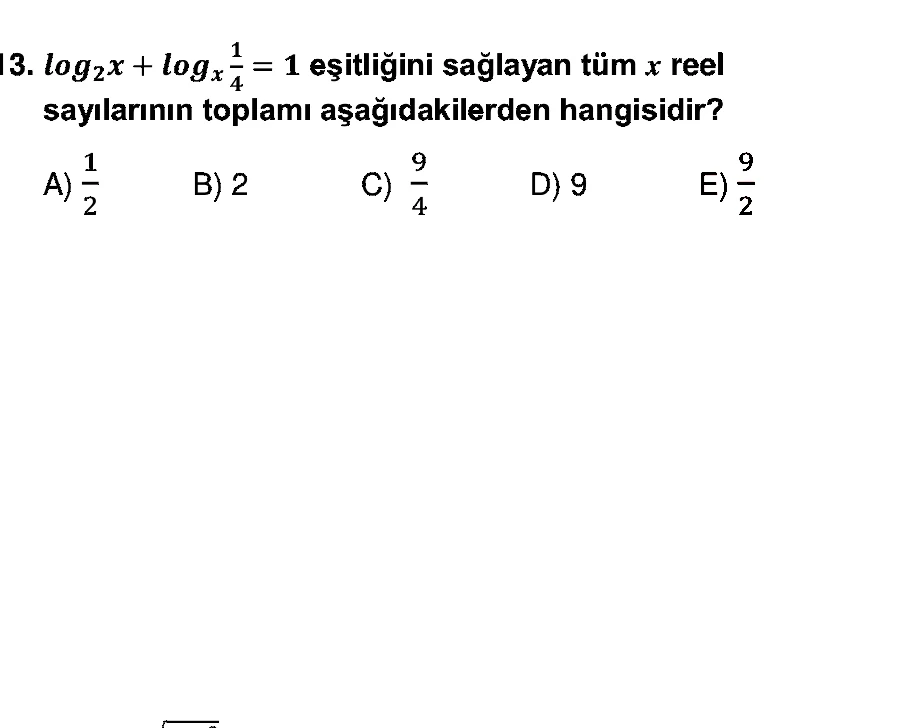 13. log₂x + logₓ 1/4 = 1 eşitliğini sağlayan tüm x reel
sayılarının toplamı aşağıdakilerden hangisidir?
A) 1/2 B) 2 C) 9/4 D) 9 E) 9/2